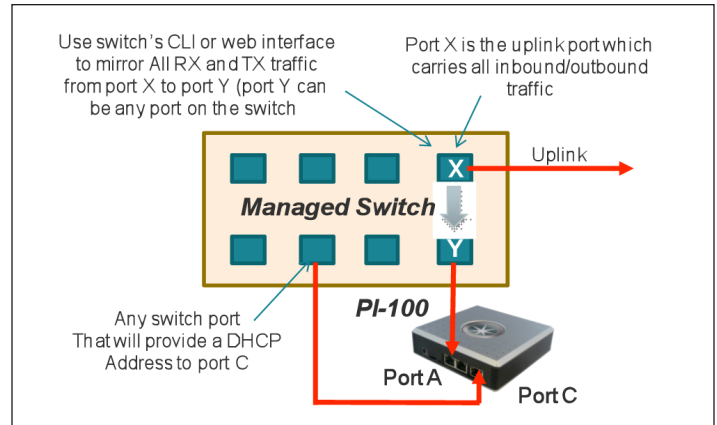 Use switch's CLI or web interface
to mirror All RX and TX traffic
from port X to port Y (port Y can
be any port on the switch
Port X is the uplink port which
carries all inbound/outbound
traffic
X
Uplink
Managed Switch
Y
Any switch port
That will provide a DHCP
Address to port C
PI-100
Port A
Port C